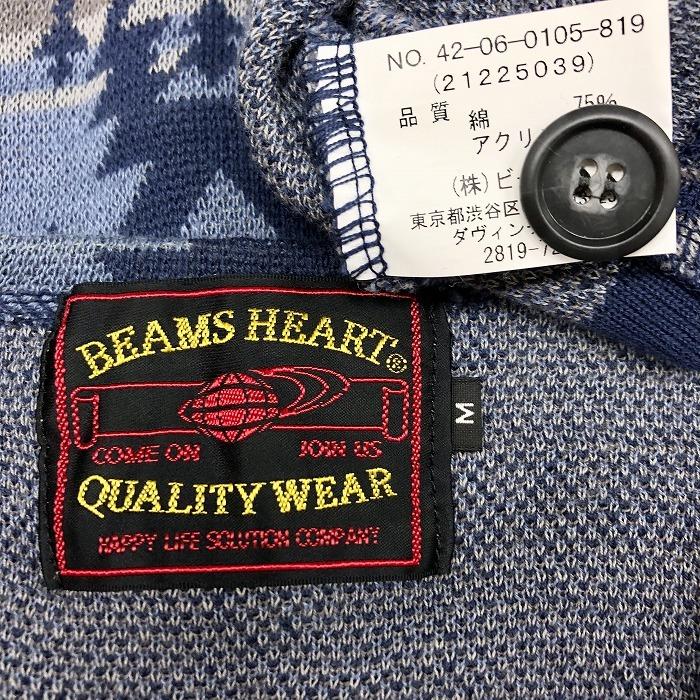 NO. 42-06-0105-819
(21225039)
品質 綿 75%
アクリ
(株)ビー
東京都渋谷区
ダヴィン
2819-72
BEAMS HEART®
COME ON JOIN US
QUALITY WEAR
HAPPY LIFE SOLUTION COMPANY
M